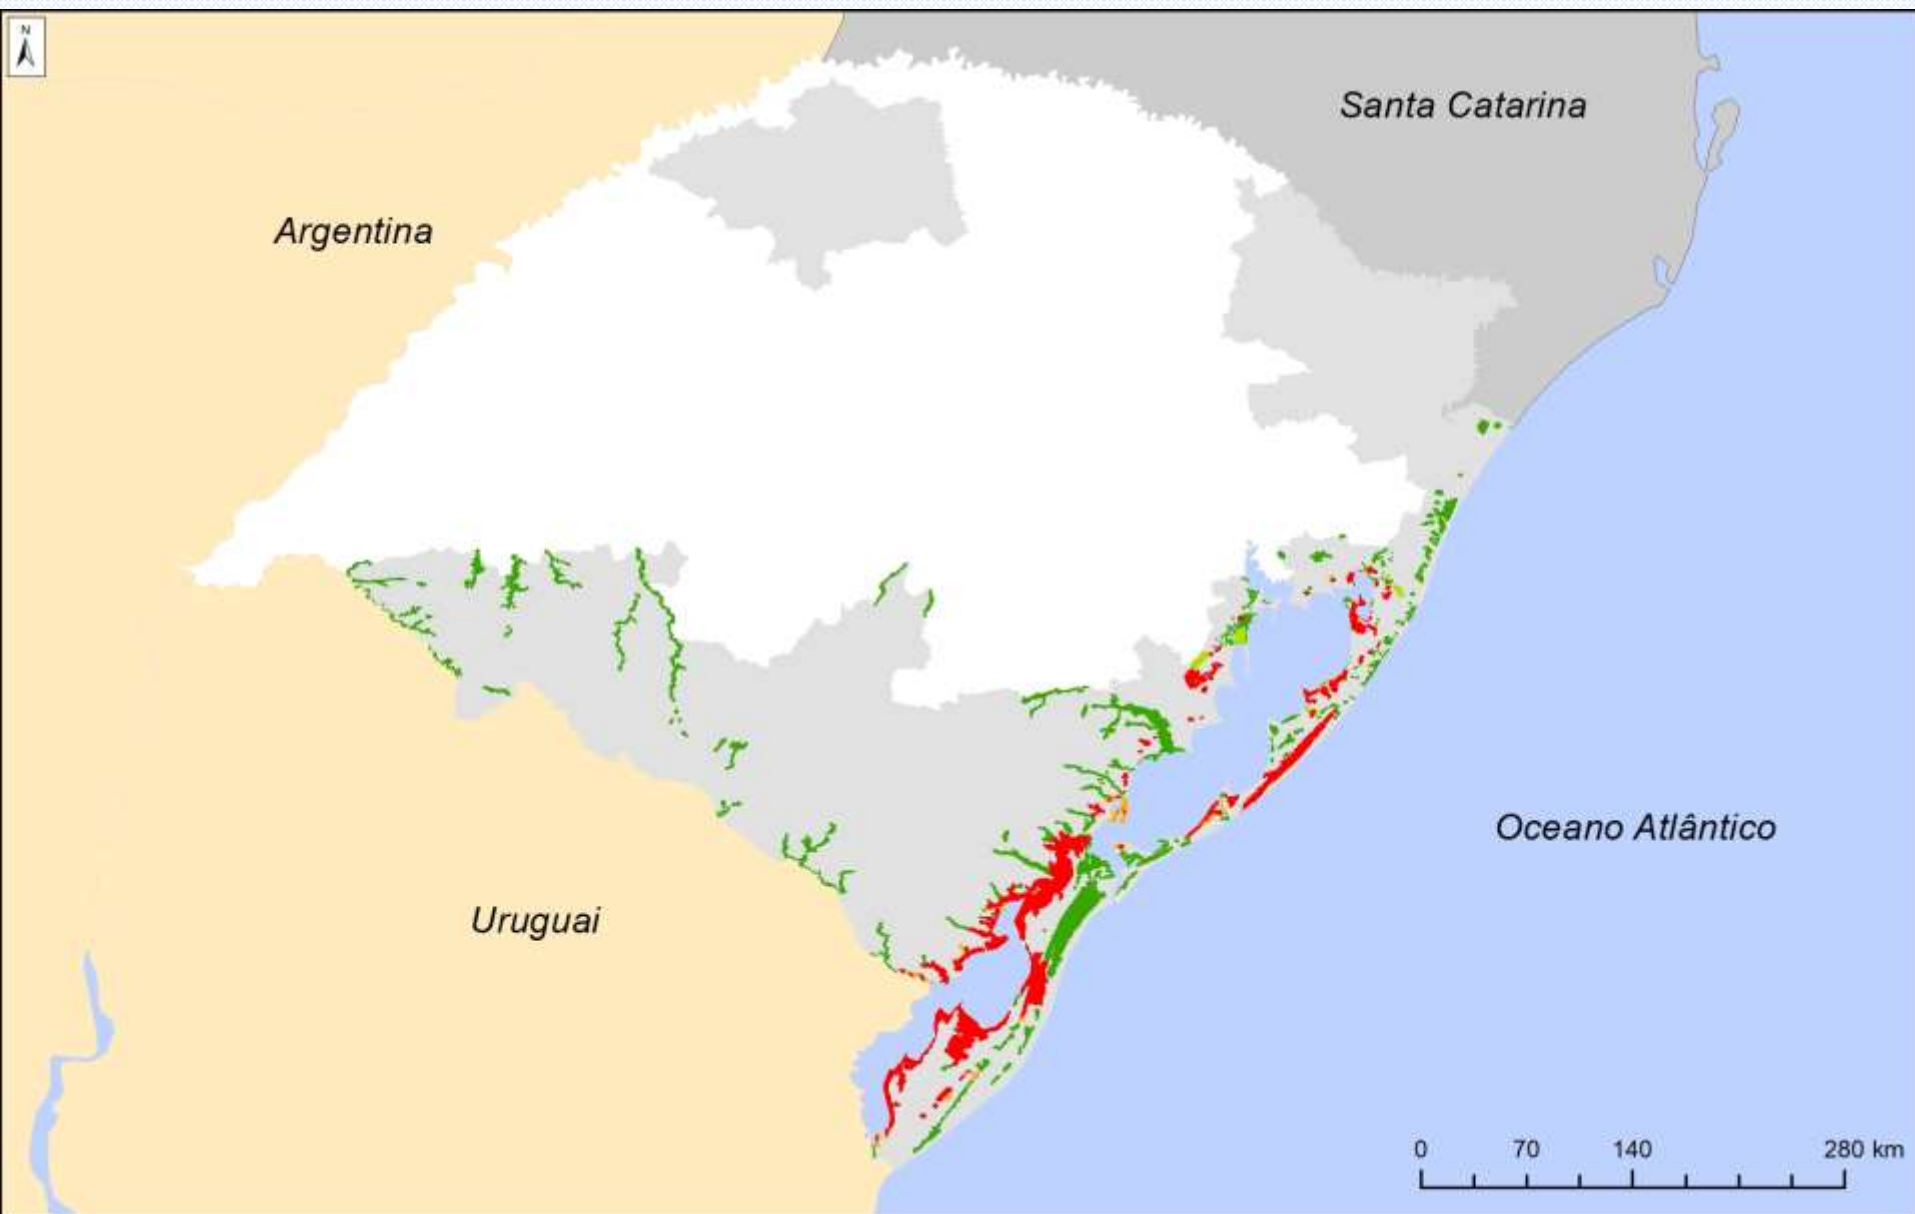 N
Santa Catarina
Argentina
Oceano Atlântico
Uruguai
0 70 140 280 km